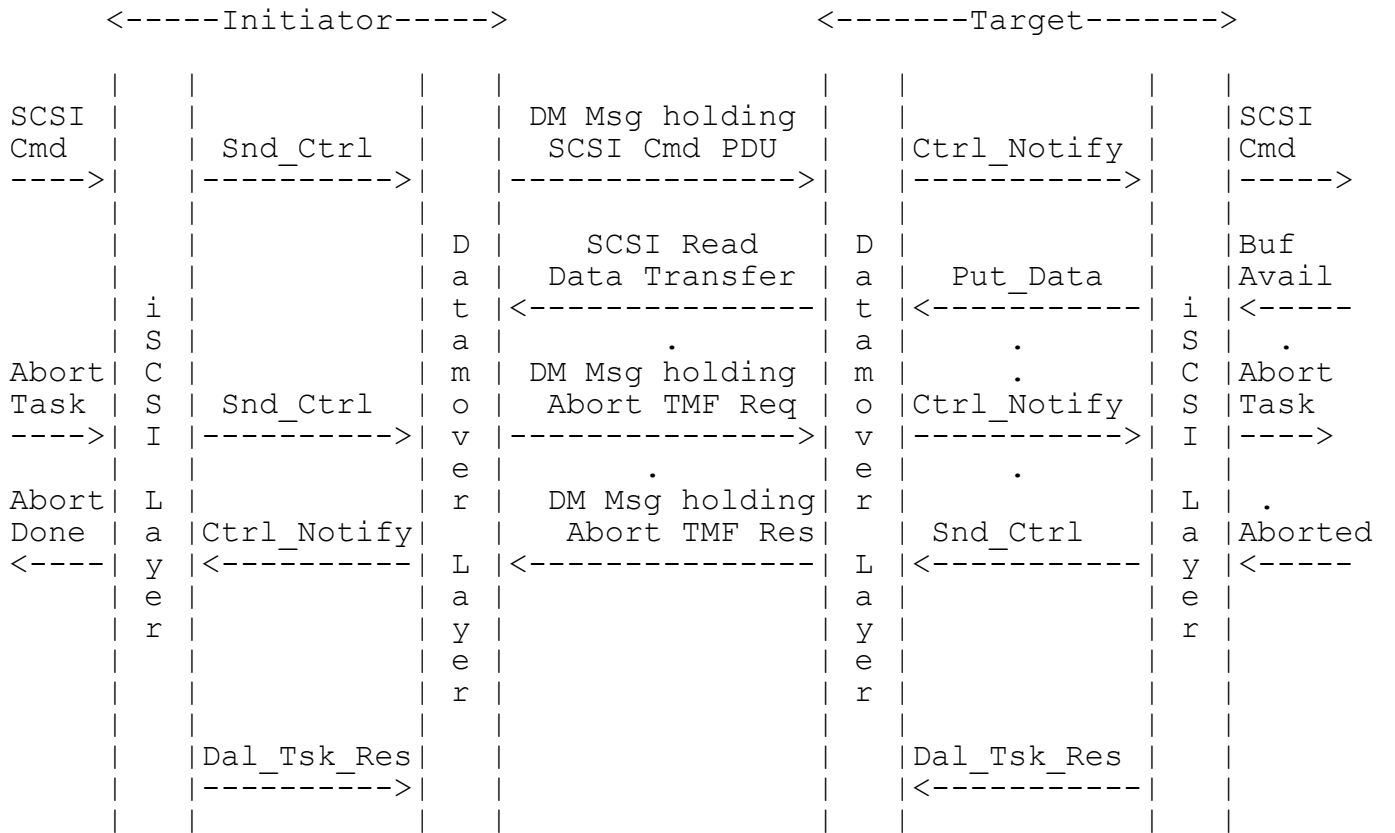 <-----Initiator----->                    <-------Target------->
     |    |              |    |                    |    |               |    |
SCSI |    |              |    | DM Msg holding     |    |               |    |SCSI
Cmd  |    | Snd_Ctrl     |    |  SCSI Cmd PDU      |    |Ctrl_Notify    |    |Cmd
---->|    |---------->|    |--------------->|    |----------->|    |----->
     |    |              |    |                    |    |               |    |
     |    |              | D |    SCSI Read     | D |               |    |Buf
     |    |              | a |  Data Transfer   | a |  Put_Data     |    |Avail
     | i |              | t |<---------------| t |<-----------| i |<-----
     | S |              | a |        .         | a |     .         | S |  .
Abort| C |              | m | DM Msg holding   | m |     .         | C |Abort
Task | S | Snd_Ctrl     | o |  Abort TMF Req   | o |Ctrl_Notify    | S |Task
---->| I |---------->| v |--------------->| v |----------->| I |---->
     |    |              | e |       .          | e |     .         |    |
Abort| L |              | r |  DM Msg holding| r |               | L | .
Done | a |Ctrl_Notify|    |   Abort TMF Res|    | Snd_Ctrl      | a |Aborted
<----| y |<----------| L |<---------------| L |<-----------| y |<-----
     | e |              | a |                  | a |               | e |
     | r |              | y |                  | y |               | r |
     |    |              | e |                  | e |               |    |
     |    |              | r |                  | r |               |    |
     |    |              |    |                    |    |               |    |
     |    |Dal_Tsk_Res|    |                    |    |Dal_Tsk_Res    |    |
     |    |---------->|    |                    |    |<-----------|    |
     |    |              |    |                    |    |               |    |